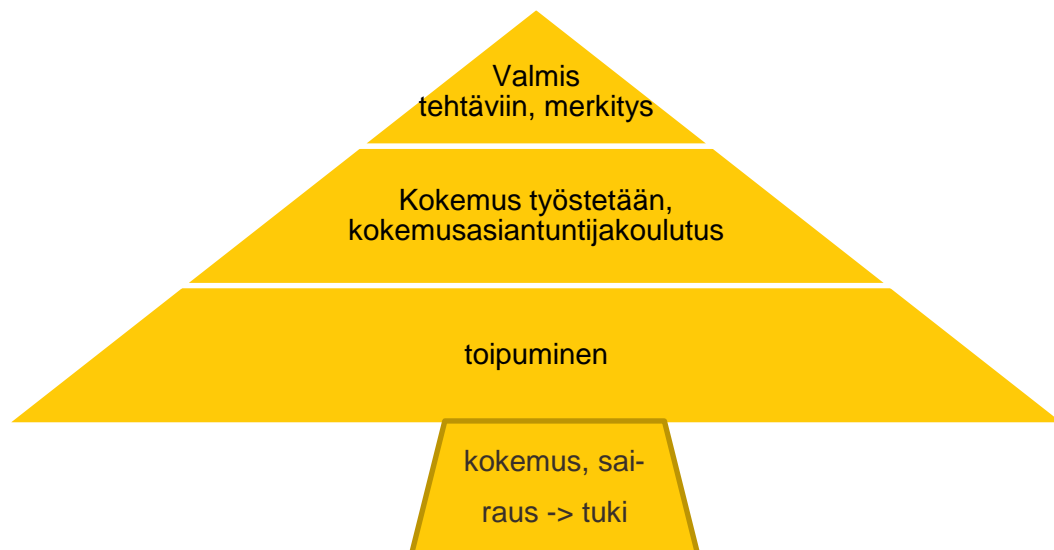 Valmis
tehtäviin, merkitys
Kokemus työstetään,
kokemusasiantuntijakoulutus
toipuminen
kokemus, sai-
raus -> tuki